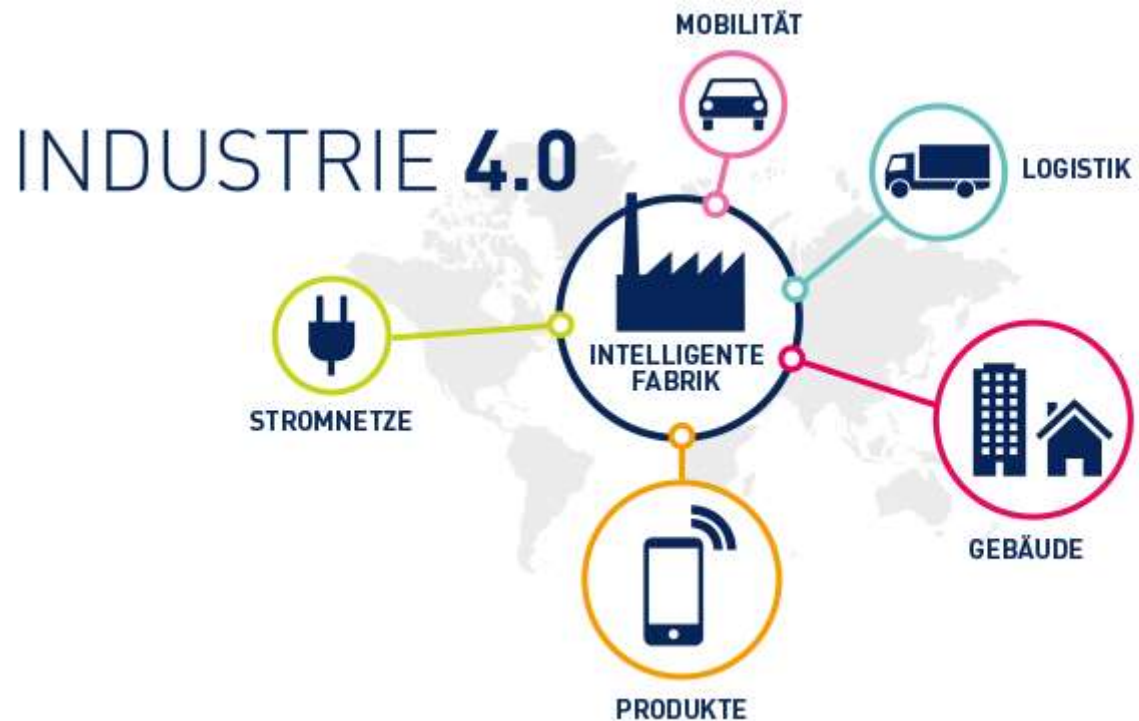 MOBILITÄT
INDUSTRIE 4.0
LOGISTIK
INTELLIGENTE
FABRIK
STROMNETZE
GEBÄUDE
PRODUKTE